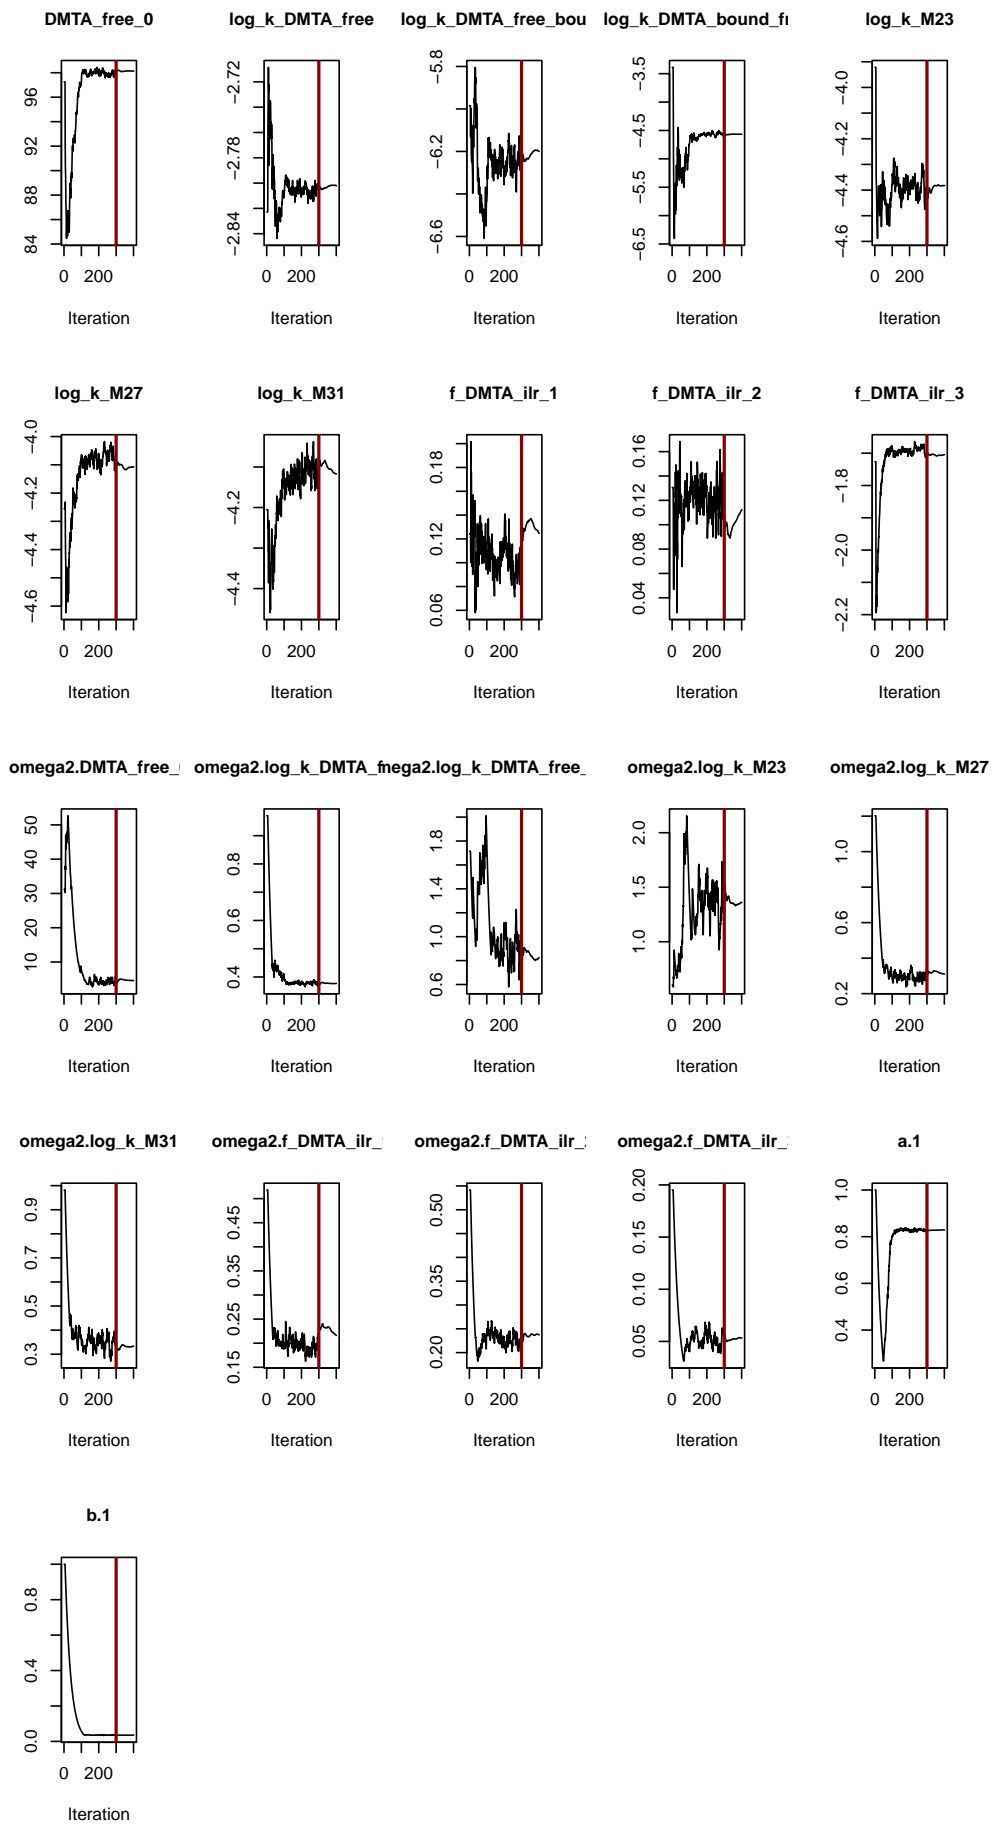 DMTA_free_0 log_k_DMTA_free log_k_DMTA_free_bou log_k_DMTA_bound_fr log_k_M23
96 92 88 84
−2.72 −2.78 −2.84
−5.8 −6.2 −6.6
−3.5 −4.5 −5.5 −6.5
−4.0 −4.2 −4.4 −4.6
0 200 0 200 0 200 0 200 0 200
Iteration Iteration Iteration Iteration Iteration
log_k_M27 log_k_M31 f_DMTA_ilr_1 f_DMTA_ilr_2 f_DMTA_ilr_3
−4.0 −4.2 −4.4 −4.6
−4.2 −4.4
0.18 0.12 0.06
0.16 0.12 0.08 0.04
−1.8 −2.0 −2.2
0 200 0 200 0 200 0 200 0 200
Iteration Iteration Iteration Iteration Iteration
omega2.DMTA_free_ omega2.log_k_DMTA_f mega2.log_k_DMTA_free_ omega2.log_k_M23 omega2.log_k_M27
50 40 30 20 10
0.8 0.6 0.4
1.8 1.4 1.0 0.6
2.0 1.5 1.0
1.0 0.6 0.2
0 200 0 200 0 200 0 200 0 200
Iteration Iteration Iteration Iteration Iteration
omega2.log_k_M31 omega2.f_DMTA_ilr_ omega2.f_DMTA_ilr_ omega2.f_DMTA_ilr_ a.1
0.9 0.7 0.5 0.3
0.45 0.35 0.25 0.15
0.50 0.35 0.20
0.20 0.15 0.10 0.05
1.0 0.8 0.6 0.4
0 200 0 200 0 200 0 200 0 200
Iteration Iteration Iteration Iteration Iteration
b.1
0.8 0.4 0.0
0 200
Iteration